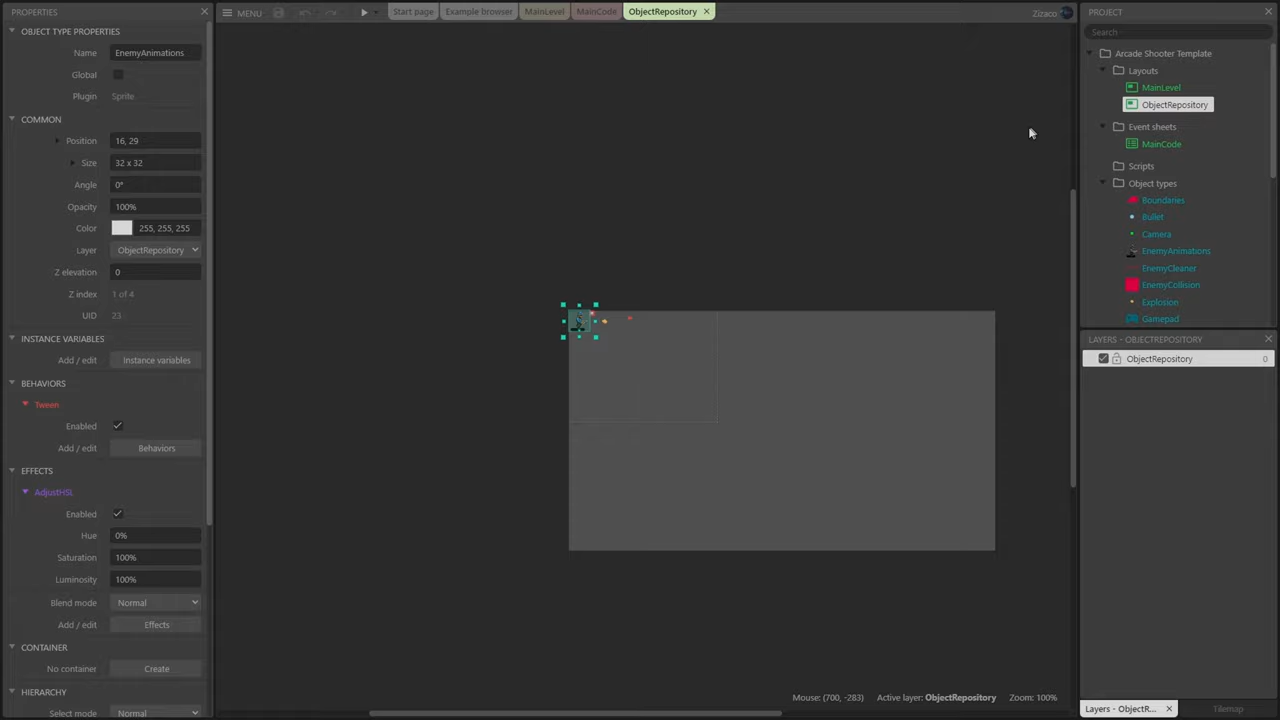 PROPERTIES
OBJECT TYPE PROPERTIES
Name EnemyAnimations
Global
Plugin Sprite
COMMON
Position 16, 29
Size 32 x 32
Angle 0°
Opacity 100%
Color 255, 255, 255
Layer ObjectRepository
Z elevation 0
Z index 1 of 4
UID 23
INSTANCE VARIABLES
Add / edit Instance variables
BEHAVIORS
Tween
Enabled
Add / edit Behaviors
EFFECTS
AdjustHSL
Enabled
Hue 0%
Saturation 100%
Luminosity 100%
Blend mode Normal
Add / edit Effects
CONTAINER
No container Create
HIERARCHY
Select mode Normal
MENU
Start page Example browser MainLevel MainCode ObjectRepository
Zizaco
Mouse: (700, -283) Active layer: ObjectRepository Zoom: 100%
PROJECT
Search
Arcade Shooter Template
Layouts
MainLevel
ObjectRepository
Event sheets
MainCode
Scripts
Object types
Boundaries
Bullet
Camera
EnemyAnimations
EnemyCleaner
EnemyCollision
Explosion
Gamepad
LAYERS - OBJECTREPOSITORY
ObjectRepository 0
Layers - ObjectR... Tilemap